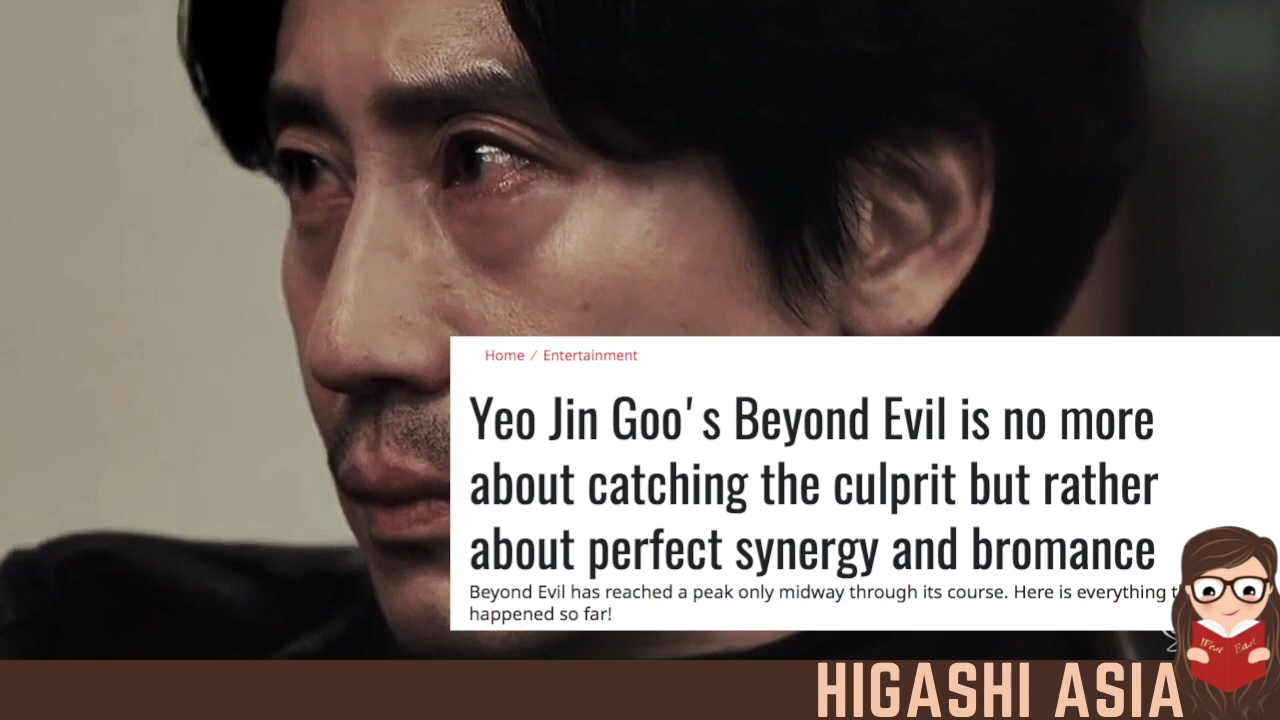 Home / Entertainment
Yeo Jin Goo's Beyond Evil is no more
about catching the culprit but rather
about perfect synergy and bromance
Beyond Evil has reached a peak only midway through its course. Here is everything
happened so far!
West East
HIGASHI ASIA